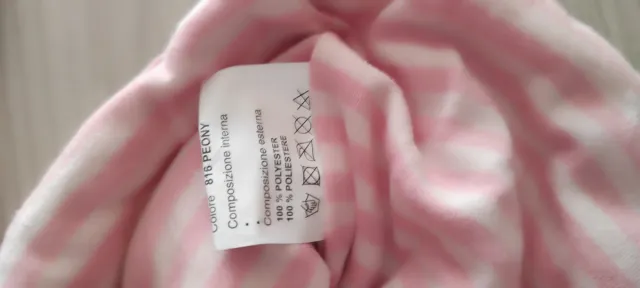 Colore 816 PEONY
Composizione Interna
•
• Composizione esterna
100 % POLYESTER
100 % POLIESTERE